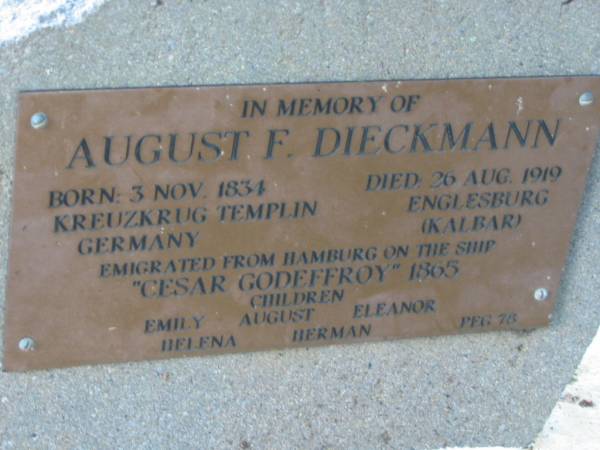 IN MEMORY OF
AUGUST F. DIECKMANN
BORN: 3 NOV. 1834 DIED: 26 AUG. 1919
KREUZKRUG TEMPLIN ENGLESBURG
GERMANY (KALBAR)
EMIGRATED FROM HAMBURG ON THE SHIP
"CESAR GODEFFROY" 1865
CHILDREN
EMILY AUGUST ELEANOR
HELENA HERMAN PEG 78